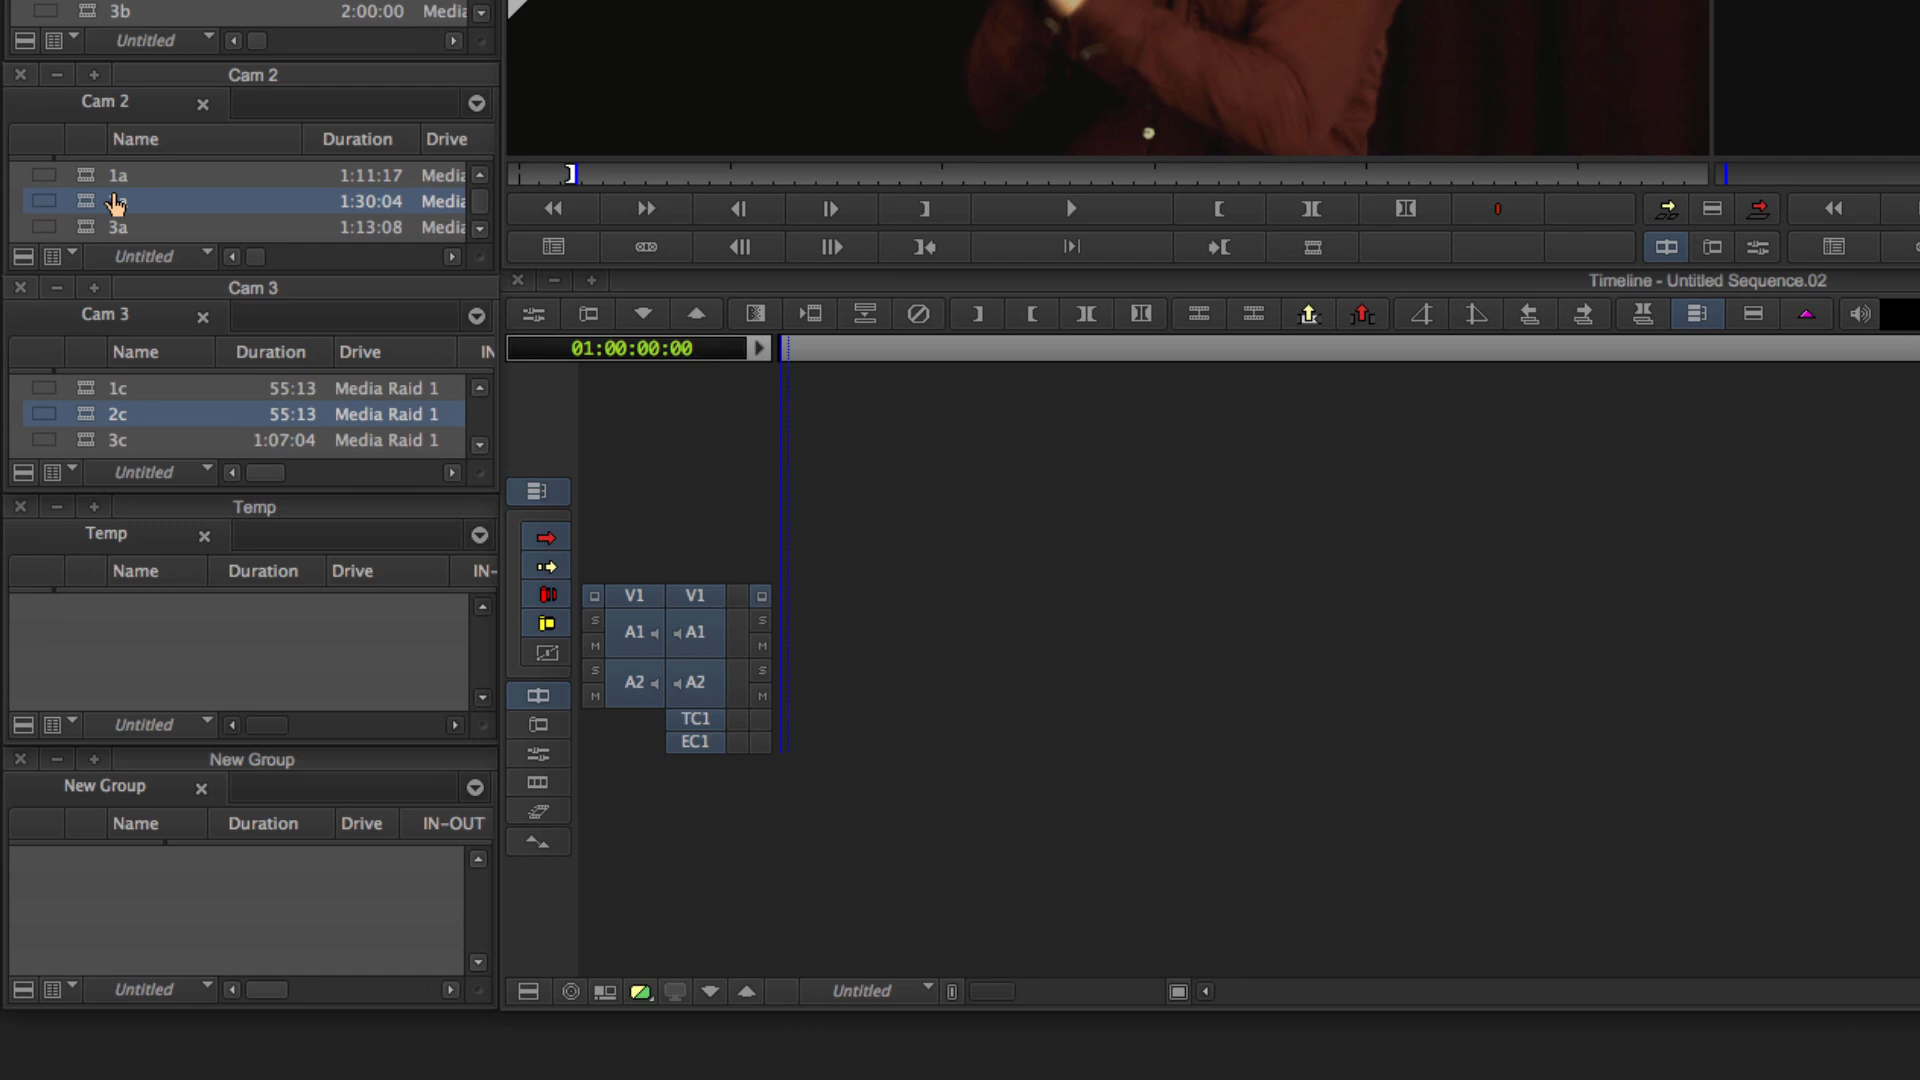 3b 2:00:00 Media
Untitled
Cam 2
Cam 2
Name Duration Drive
1a 1:11:17 Media
1:30:04 Media
3a 1:13:08 Media
Untitled
Cam 3
Cam 3
Name Duration Drive IN
1c 55:13 Media Raid 1
2c 55:13 Media Raid 1
3c 1:07:04 Media Raid 1
Untitled
Temp
Temp
Name Duration Drive IN-
Untitled
New Group
New Group
Name Duration Drive IN-OUT
Untitled
Timeline - Untitled Sequence.02
01:00:00:00
V1 V1
S S
A1 A1
M M
S S
A2 A2
M M
TC1
EC1
Untitled